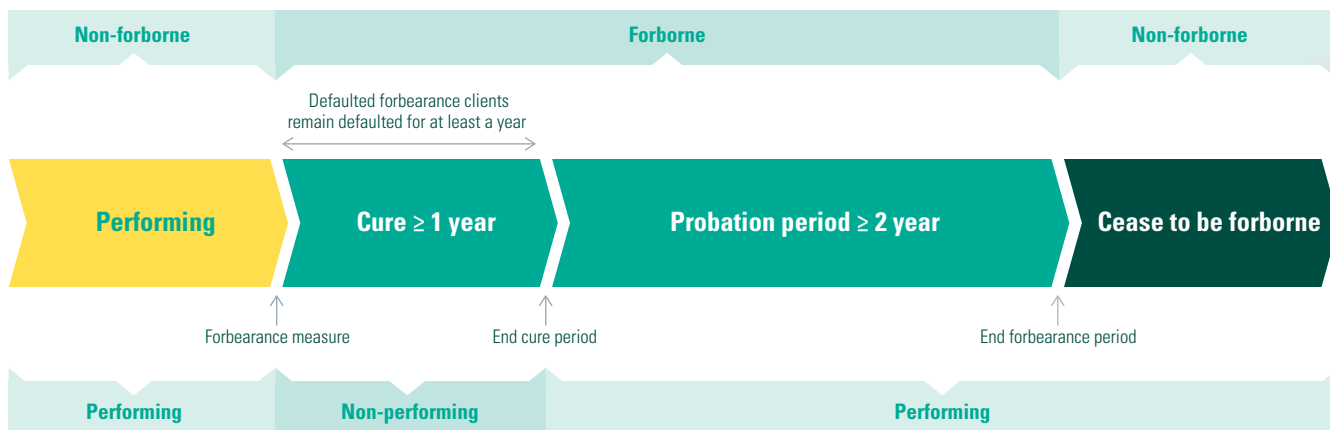 Non-forborne
Forborne
Non-forborne
Defaulted forbearance clients
remain defaulted for at least a year
Performing
Cure ≥ 1 year
Probation period ≥ 2 year
Cease to be forborne
Forbearance measure
End cure period
End forbearance period
Performing
Non-performing
Performing